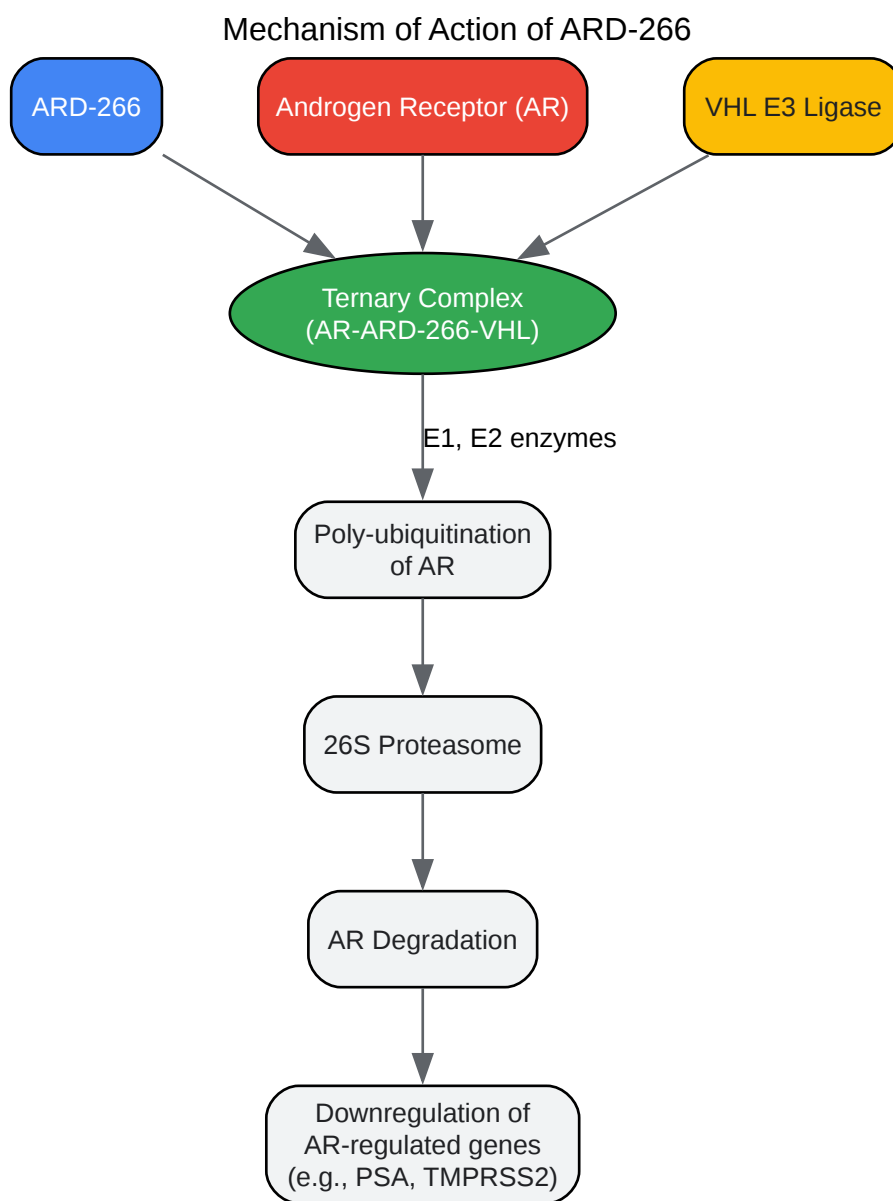 Mechanism of Action of ARD-266
ARD-266
Androgen Receptor (AR)
VHL E3 Ligase
Ternary Complex
(AR-ARD-266-VHL)
E1, E2 enzymes
Poly-ubiquitination
of AR
26S Proteasome
AR Degradation
Downregulation of
AR-regulated genes
(e.g., PSA, TMPRSS2)